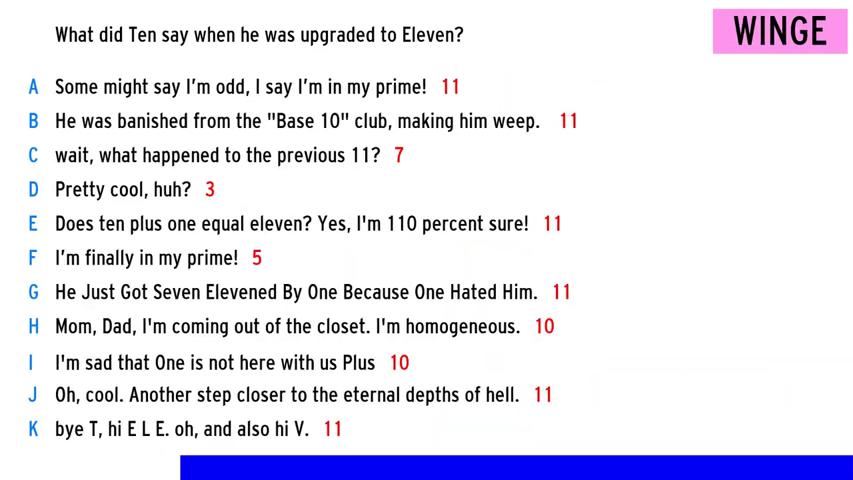 What did Ten say when he was upgraded to Eleven?
WINGE
A Some might say I'm odd, I say I'm in my prime! 11
B He was banished from the "Base 10" club, making him weep. 11
C wait, what happened to the previous 11? 7
D Pretty cool, huh? 3
E Does ten plus one equal eleven? Yes, I'm 110 percent sure! 11
F I'm finally in my prime! 5
G He Just Got Seven Elevened By One Because One Hated Him. 11
H Mom, Dad, I'm coming out of the closet. I'm homogeneous. 10
I I'm sad that One is not here with us Plus 10
J Oh, cool. Another step closer to the eternal depths of hell. 11
K bye T, hi E L E. oh, and also hi V. 11